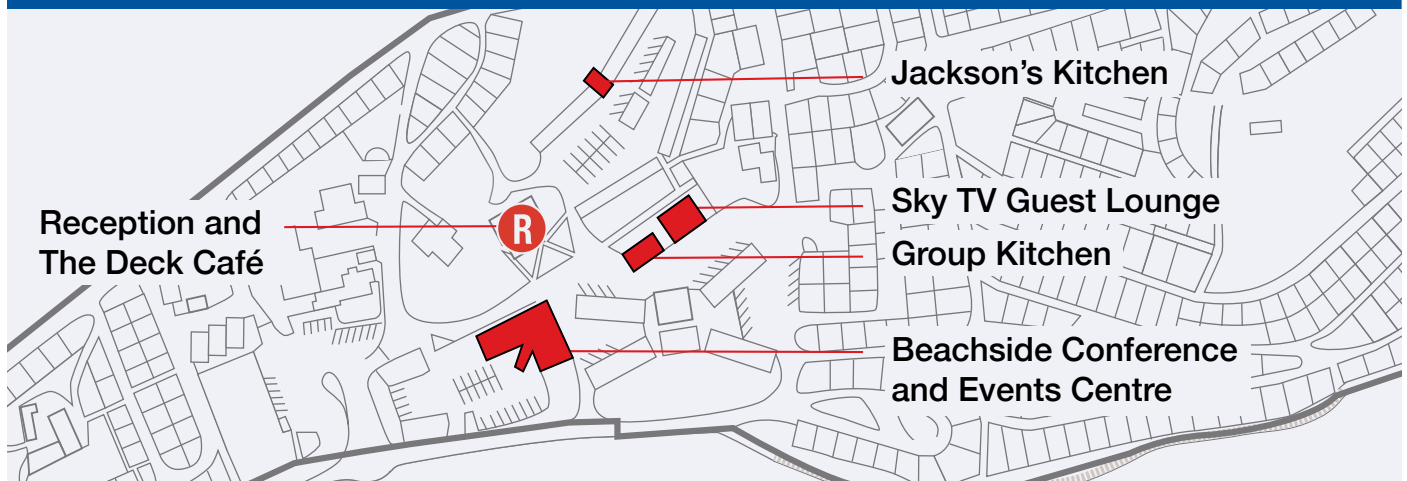 Jackson's Kitchen
Sky TV Guest Lounge
Reception and
The Deck Café
R
Group Kitchen
Beachside Conference
and Events Centre